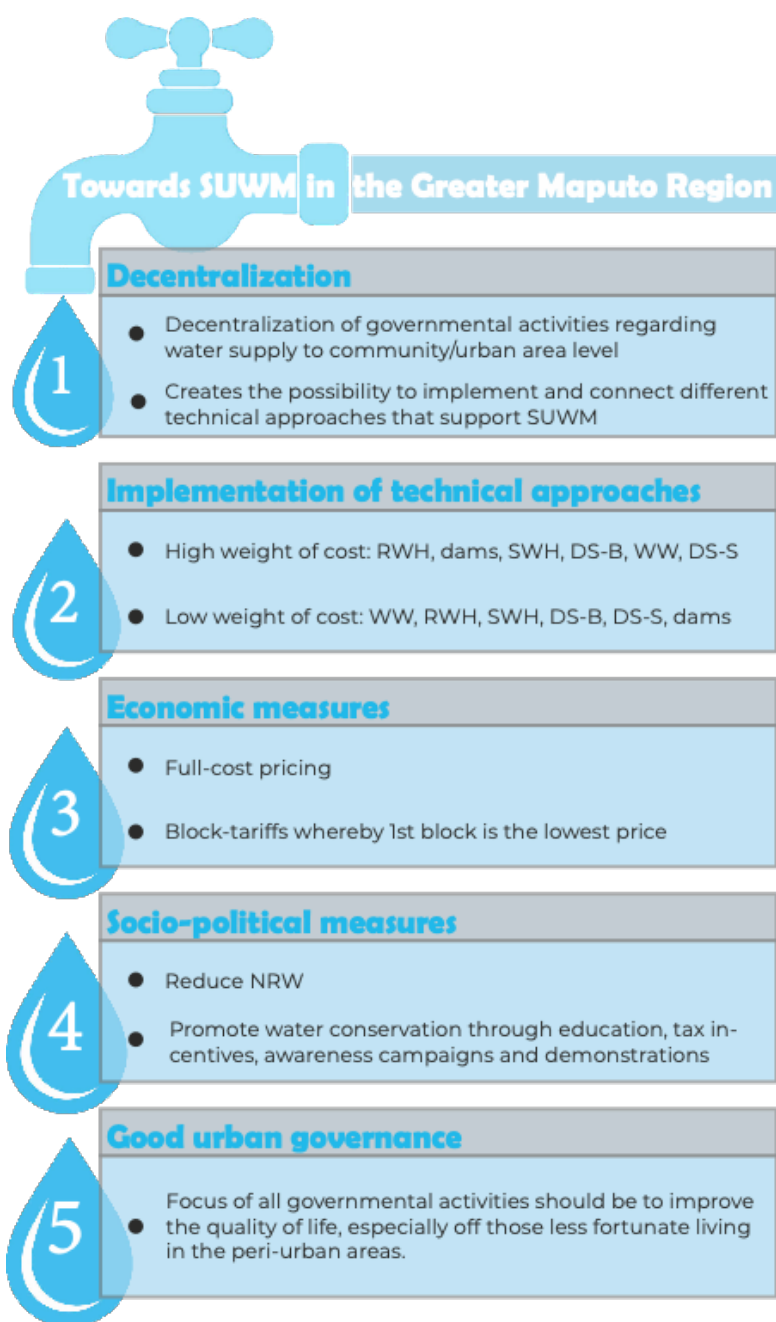 Towards SUWM in the Greater Maputo Region
Decentralization
1
● Decentralization of governmental activities regarding
water supply to community/urban area level
● Creates the possibility to implement and connect different
technical approaches that support SUWM
Implementation of technical approaches
2
● High weight of cost: RWH, dams, SWH, DS-B, WW, DS-S
● Low weight of cost: WW, RWH, SWH, DS-B, DS-S, dams
Economic measures
3
● Full-cost pricing
● Block-tariffs whereby 1st block is the lowest price
Socio-political measures
4
● Reduce NRW
● Promote water conservation through education, tax in-
centives, awareness campaigns and demonstrations
Good urban governance
5
● Focus of all governmental activities should be to improve
the quality of life, especially off those less fortunate living
in the peri-urban areas.